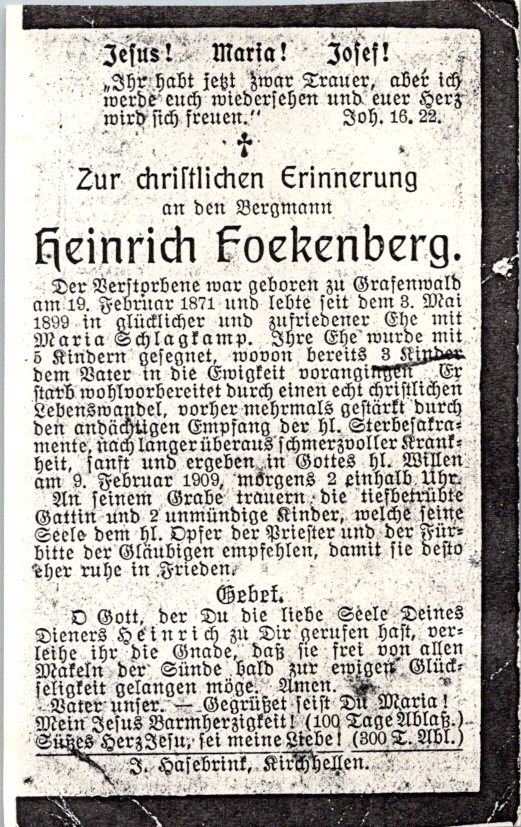 Jesus! Maria! Josef!
„Ihr habt jetzt zwar Trauer, aber ich
werde euch wiedersehen und euer Herz
wird sich freuen.“ Joh. 16. 22.
Zur christlichen Erinnerung
an den Bergmann
Heinrich Foekenberg.
Der Verstorbene war geboren zu Grafenwald
am 19. Februar 1871 und lebte seit dem 3. Mai
1899 in glücklicher und zufriedener Ehe mit
Maria Schlagkamp. Ihre Ehe wurde mit
5 Kindern gesegnet, wovon bereits 3 Kinder
dem Vater in die Ewigkeit vorangingen. Er
starb wohlvorbereitet durch einen echt christlichen
Lebenswandel, vorher mehrmals gestärkt durch
den andächtigen Empfang der hl. Sterbesakra-
mente, nach langer überaus schmerzvoller Krank-
heit, sanft und ergeben in Gottes hl. Willen
am 9. Februar 1909, morgens 2 einhalb Uhr.
An seinem Grabe trauern die tiefbetrübte
Gattin und 2 unmündige Kinder, welche seine
Seele dem hl. Opfer der Priester und der Für-
bitte der Gläubigen empfehlen, damit sie desto
eher ruhe in Frieden.
Gebet.
O Gott, der Du die liebe Seele Deines
Dieners Heinrich zu Dir gerufen hast, ver-
leihe ihr die Gnade, daß sie frei von allen
Makeln der Sünde bald zur ewigen Glück-
seligkeit gelangen möge. Amen.
Vater unser. — Gegrüßet seist Du Maria!
Mein Jesus Barmherzigkeit! (100 Tage Ablaß.)
Süßes Herz Jesu, sei meine Liebe! (300 T. Abl.)
J. Hasebrink, Kirchhellen.